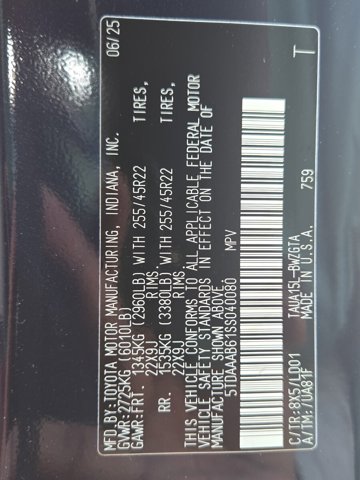 MFD.BY:TOYOTA MOTOR MANUFACTURING, INDIANA, INC. 06/25
GVWR:2725KG (6010LB)
GAWR:FRT. 1345KG (2960LB) WITH 255/45R22 TIRES,
22X9J RIMS.
RR. 1535KG (3380LB) WITH 255/45R22 TIRES,
22X9J RIMS.
THIS VEHICLE CONFORMS TO ALL APPLICABLE FEDERAL MOTOR
VEHICLE SAFETY STANDARDS IN EFFECT ON THE DATE OF
MANUFACTURE SHOWN ABOVE.
5TDAAAB61SS040080 MPV
C/TR:8X5/LD01 TAUA15L-BWZGTA T
A/TM:/UA81F MADE IN U.S.A. 759